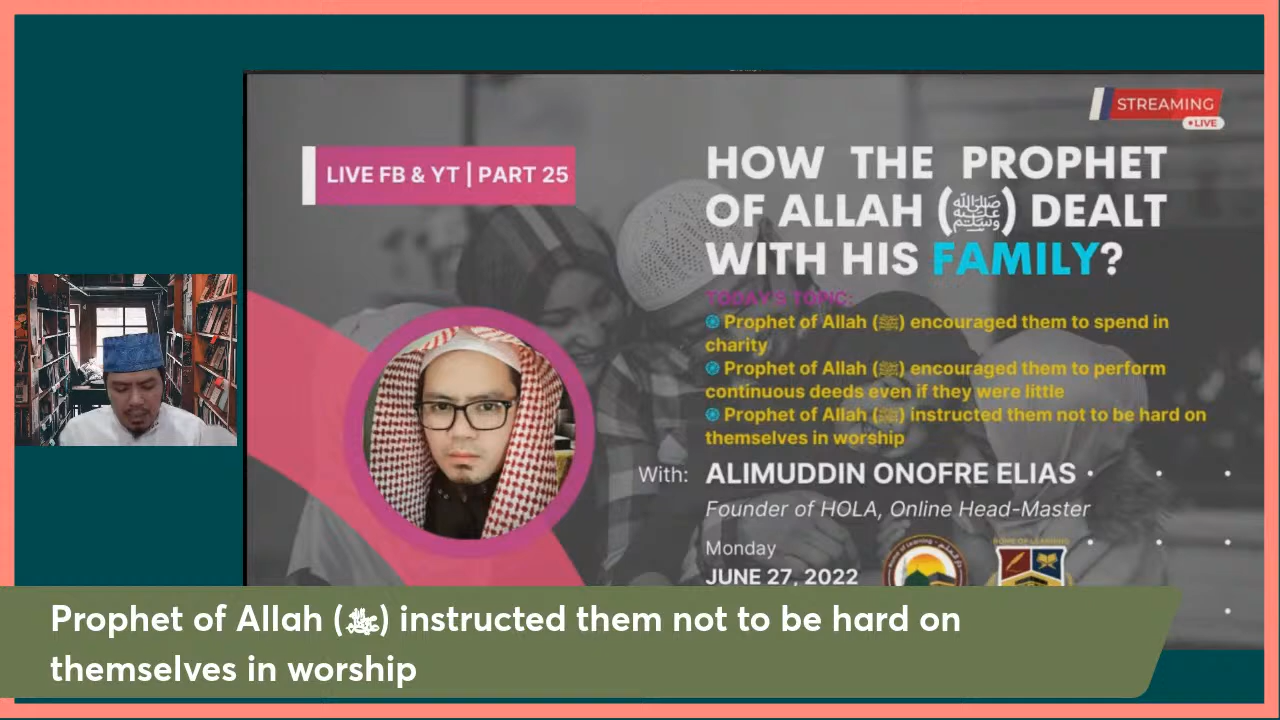 STREAMING
• LIVE
LIVE FB & YT | PART 25
HOW THE PROPHET
OF ALLAH (ﷺ) DEALT
WITH HIS FAMILY?
TODAY'S TOPIC:
Prophet of Allah (ﷺ) encouraged them to spend in
charity
Prophet of Allah (ﷺ) encouraged them to perform
continuous deeds even if they were little
Prophet of Allah (ﷺ) instructed them not to be hard on
themselves in worship
With: ALIMUDDIN ONOFRE ELIAS
Founder of HOLA, Online Head-Master
Monday
JUNE 27, 2022
HOME OF LEARNING
Prophet of Allah (ﷺ) instructed them not to be hard on
themselves in worship